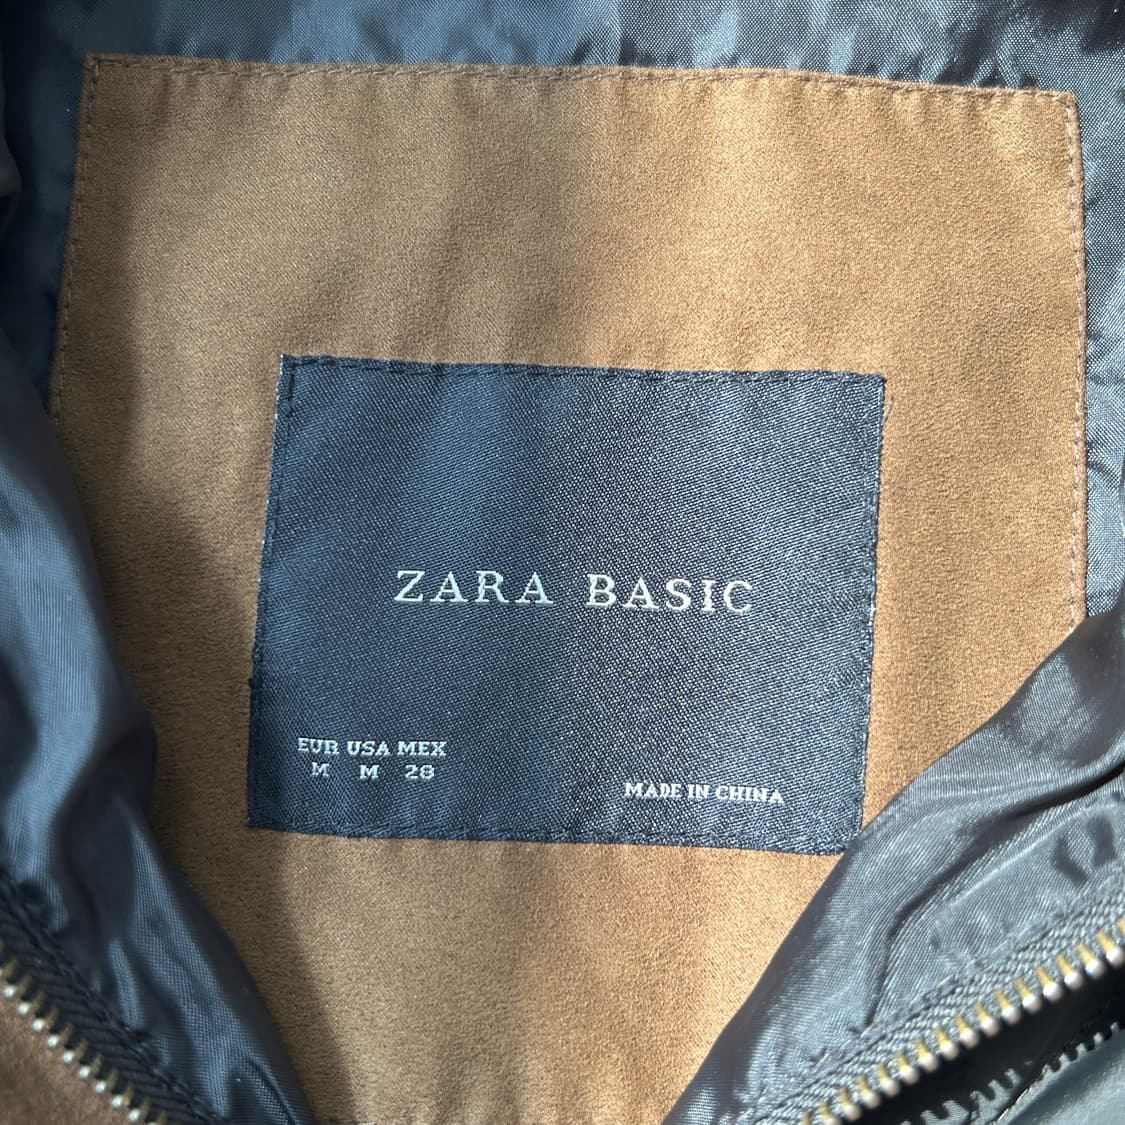 ZARA BASIC
EUR USA MEX
M M 28
MADE IN CHINA